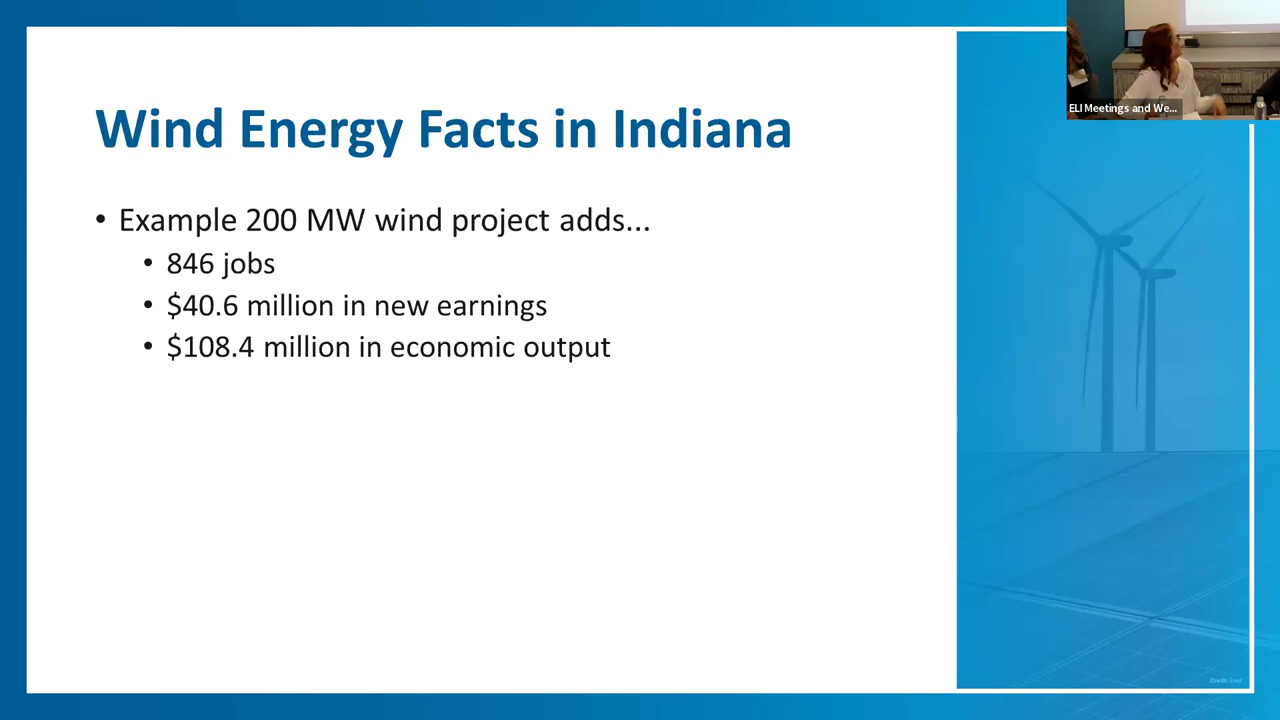 ELI Meetings and We...
Wind Energy Facts in Indiana
• Example 200 MW wind project adds...
• 846 jobs
• $40.6 million in new earnings
• $108.4 million in economic output